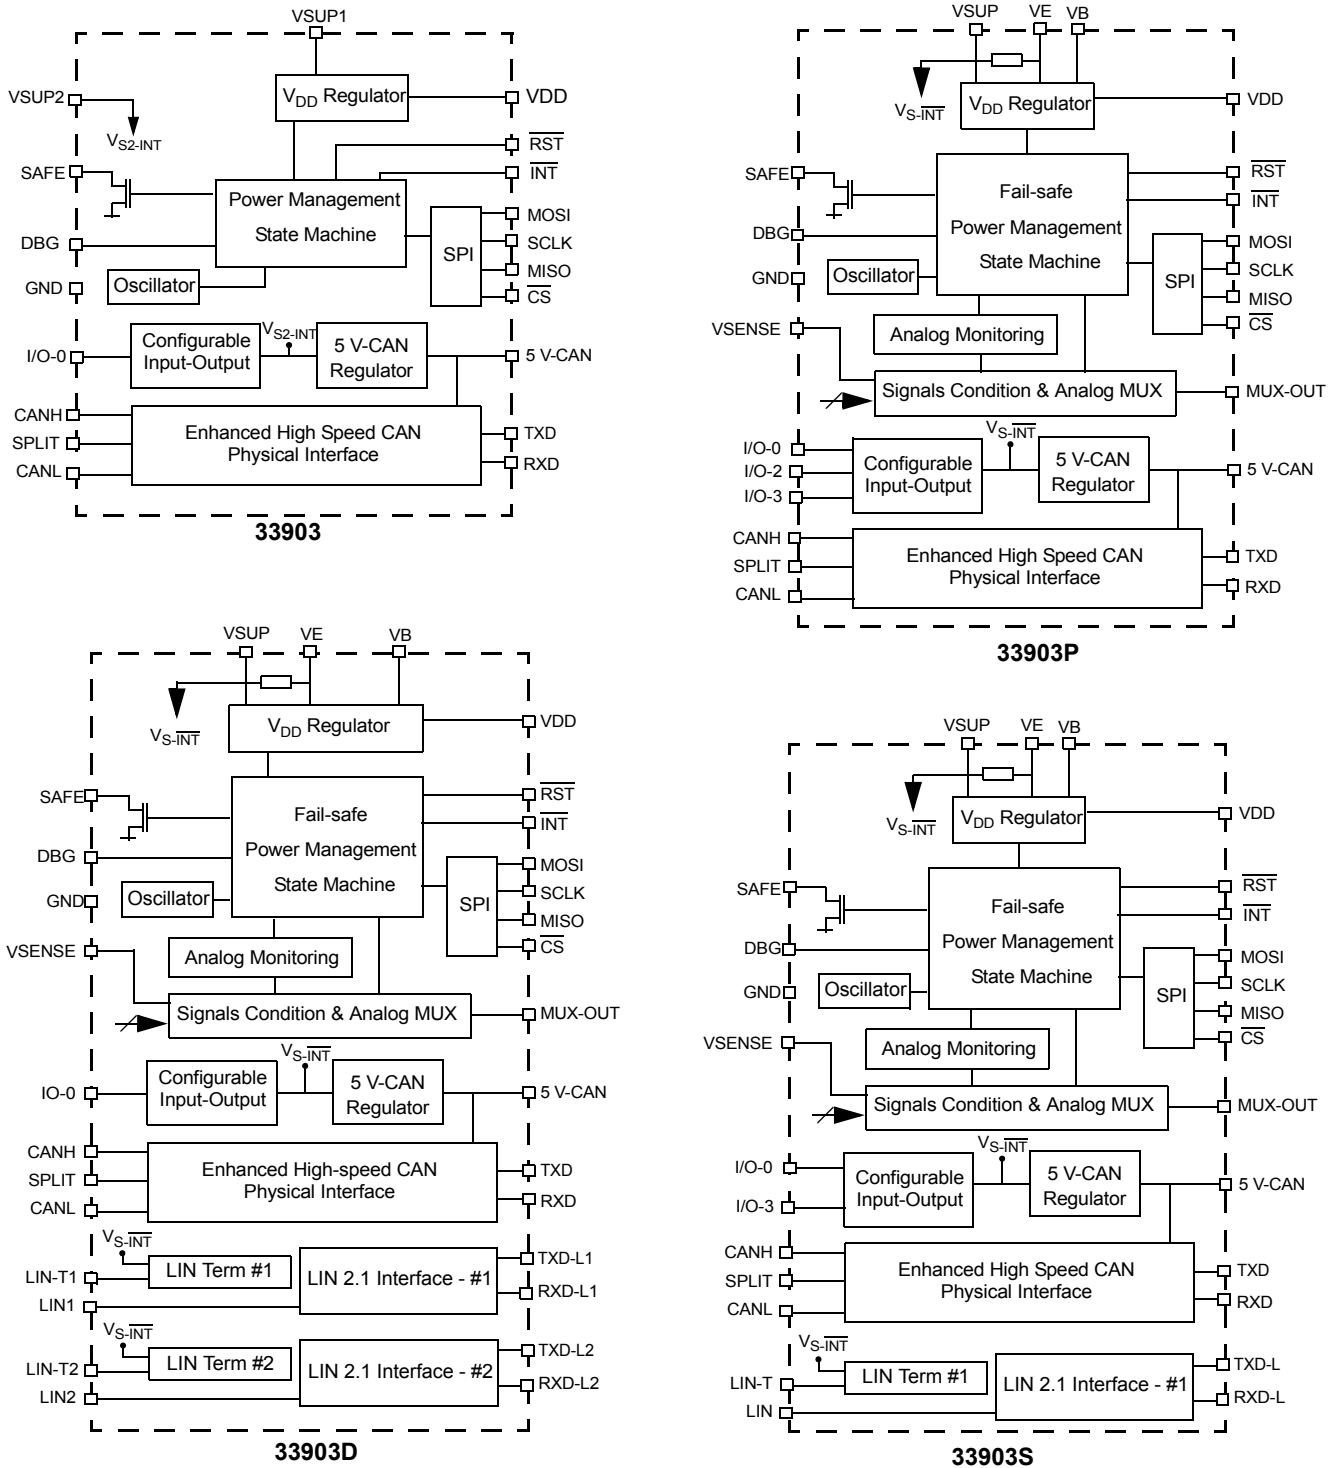 VSUP1
VSUP2
VS2-INT
VDD Regulator
VDD
RST
INT
SAFE
Power Management
State Machine
DBG
GND
Oscillator
SPI
MOSI
SCLK
MISO
CS
I/O-0
Configurable
Input-Output
VS2-INT
5 V-CAN
Regulator
5 V-CAN
CANH
SPLIT
CANL
Enhanced High Speed CAN
Physical Interface
TXD
RXD
33903
VSUP
VE
VB
VS-INT
VDD Regulator
VDD
SAFE
Fail-safe
Power Management
State Machine
RST
INT
DBG
GND
Oscillator
SPI
MOSI
SCLK
MISO
CS
VSENSE
Analog Monitoring
Signals Condition & Analog MUX
MUX-OUT
I/O-0
I/O-2
I/O-3
Configurable
Input-Output
VS-INT
5 V-CAN
Regulator
5 V-CAN
CANH
SPLIT
CANL
Enhanced High Speed CAN
Physical Interface
TXD
RXD
33903P
VSUP
VE
VB
VS-INT
VDD Regulator
VDD
SAFE
Fail-safe
Power Management
State Machine
RST
INT
DBG
GND
Oscillator
SPI
MOSI
SCLK
MISO
CS
VSENSE
Analog Monitoring
Signals Condition & Analog MUX
MUX-OUT
IO-0
Configurable
Input-Output
VS-INT
5 V-CAN
Regulator
5 V-CAN
CANH
SPLIT
CANL
Enhanced High-speed CAN
Physical Interface
TXD
RXD
VS-INT
LIN Term #1
LIN-T1
LIN1
LIN 2.1 Interface - #1
TXD-L1
RXD-L1
VS-INT
LIN Term #2
LIN-T2
LIN2
LIN 2.1 Interface - #2
TXD-L2
RXD-L2
33903D
VSUP
VE
VB
VS-INT
VDD Regulator
VDD
SAFE
Fail-safe
Power Management
State Machine
RST
INT
DBG
GND
Oscillator
SPI
MOSI
SCLK
MISO
CS
VSENSE
Analog Monitoring
Signals Condition & Analog MUX
MUX-OUT
I/O-0
I/O-3
Configurable
Input-Output
VS-INT
5 V-CAN
Regulator
5 V-CAN
CANH
SPLIT
CANL
Enhanced High Speed CAN
Physical Interface
TXD
RXD
VS-INT
LIN Term #1
LIN-T
LIN
LIN 2.1 Interface - #1
TXD-L
RXD-L
33903S